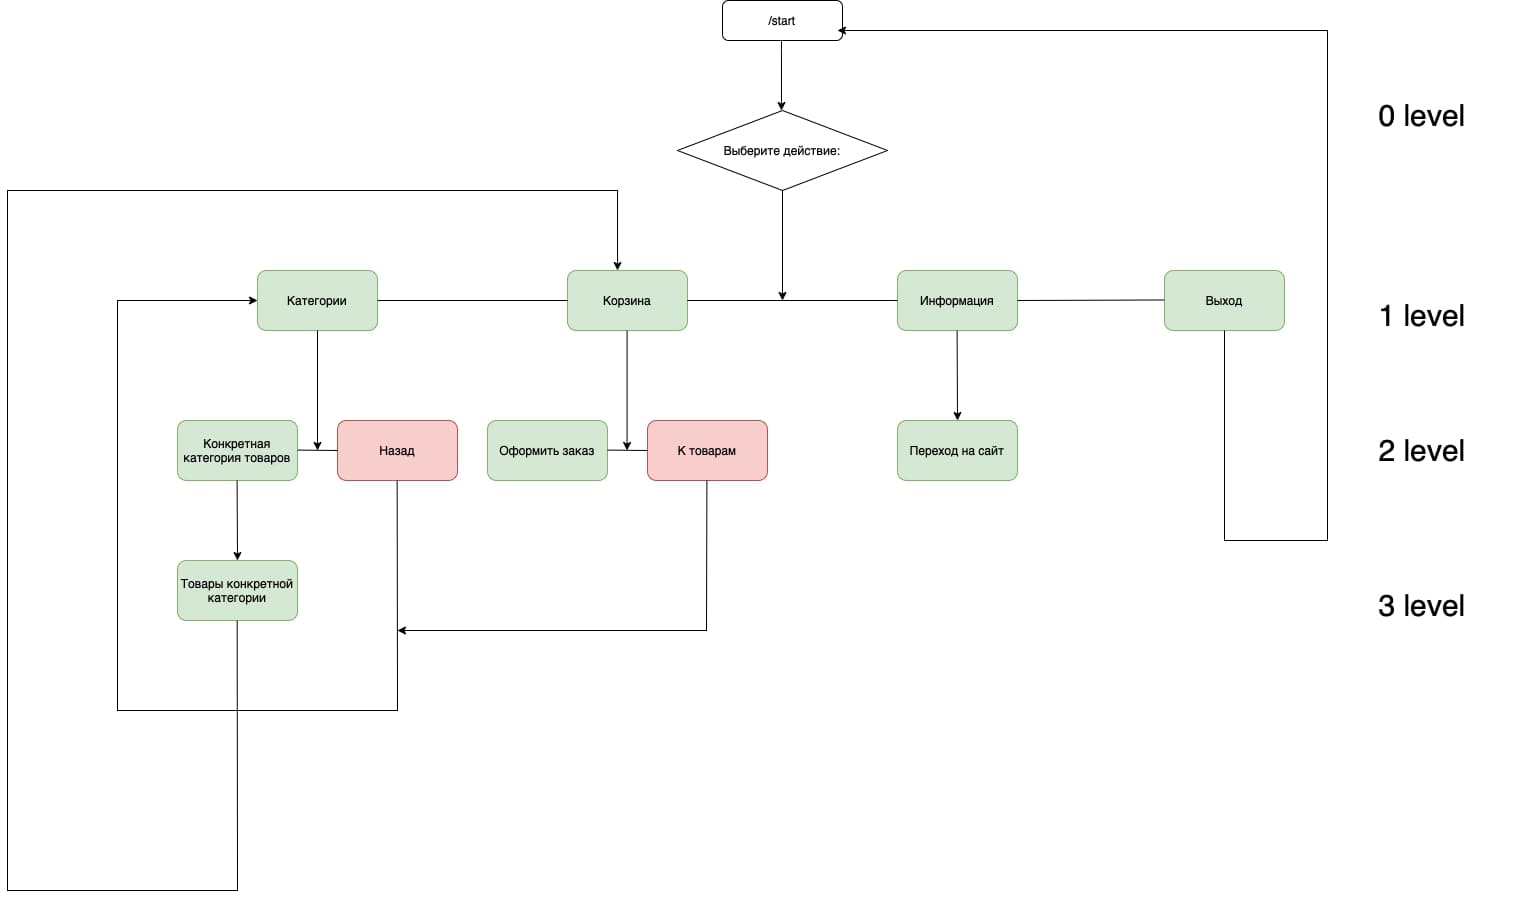 /start
0 level
Выберите действие:
Категории
Корзина
Информация
Выход
1 level
Конкретная
категория товаров
Назад
Оформить заказ
К товарам
Переход на сайт
2 level
Товары конкретной
категории
3 level